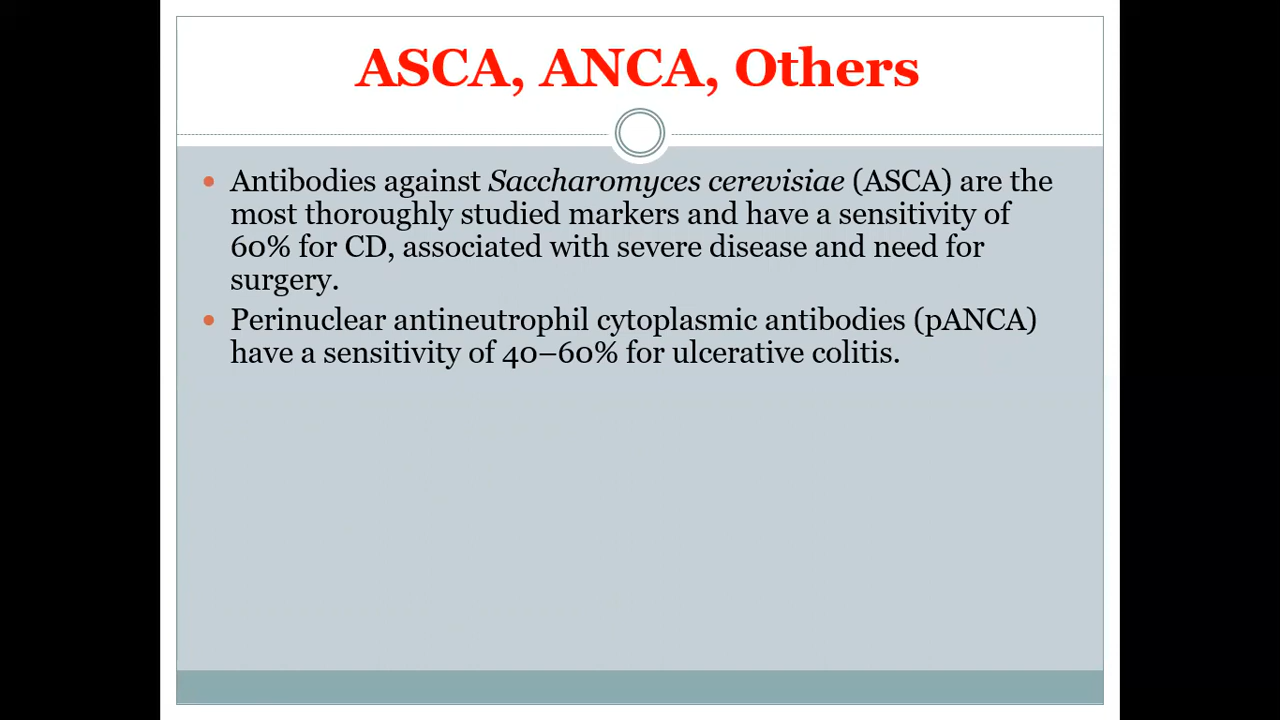 ASCA, ANCA, Others
• Antibodies against Saccharomyces cerevisiae (ASCA) are the
most thoroughly studied markers and have a sensitivity of
60% for CD, associated with severe disease and need for
surgery.
• Perinuclear antineutrophil cytoplasmic antibodies (pANCA)
have a sensitivity of 40–60% for ulcerative colitis.